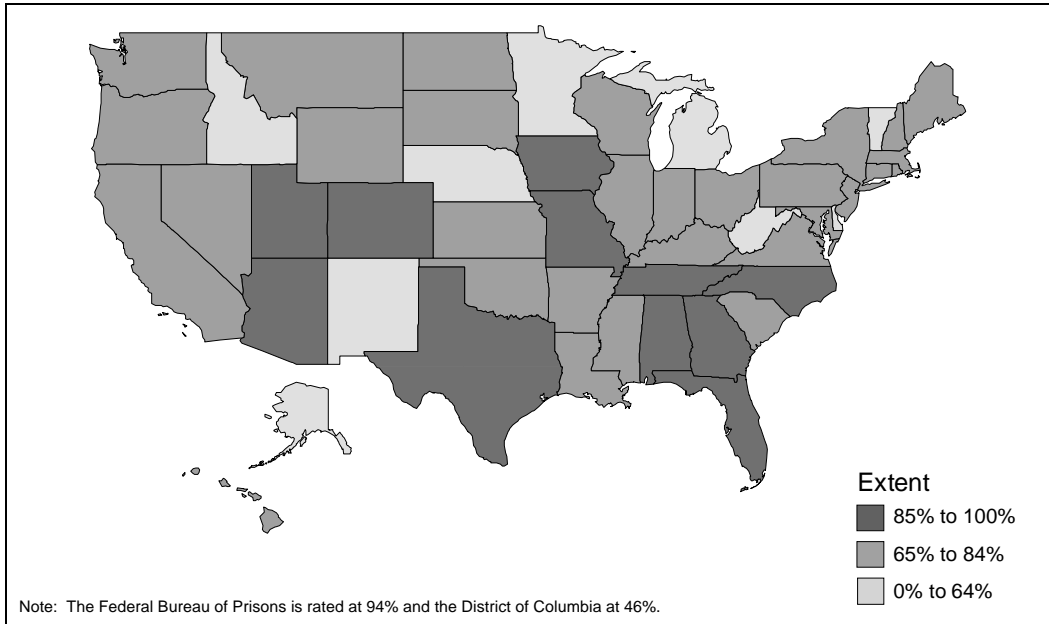 Extent
85% to 100%
65% to 84%
0% to 64%
Note: The Federal Bureau of Prisons is rated at 94% and the District of Columbia at 46%.